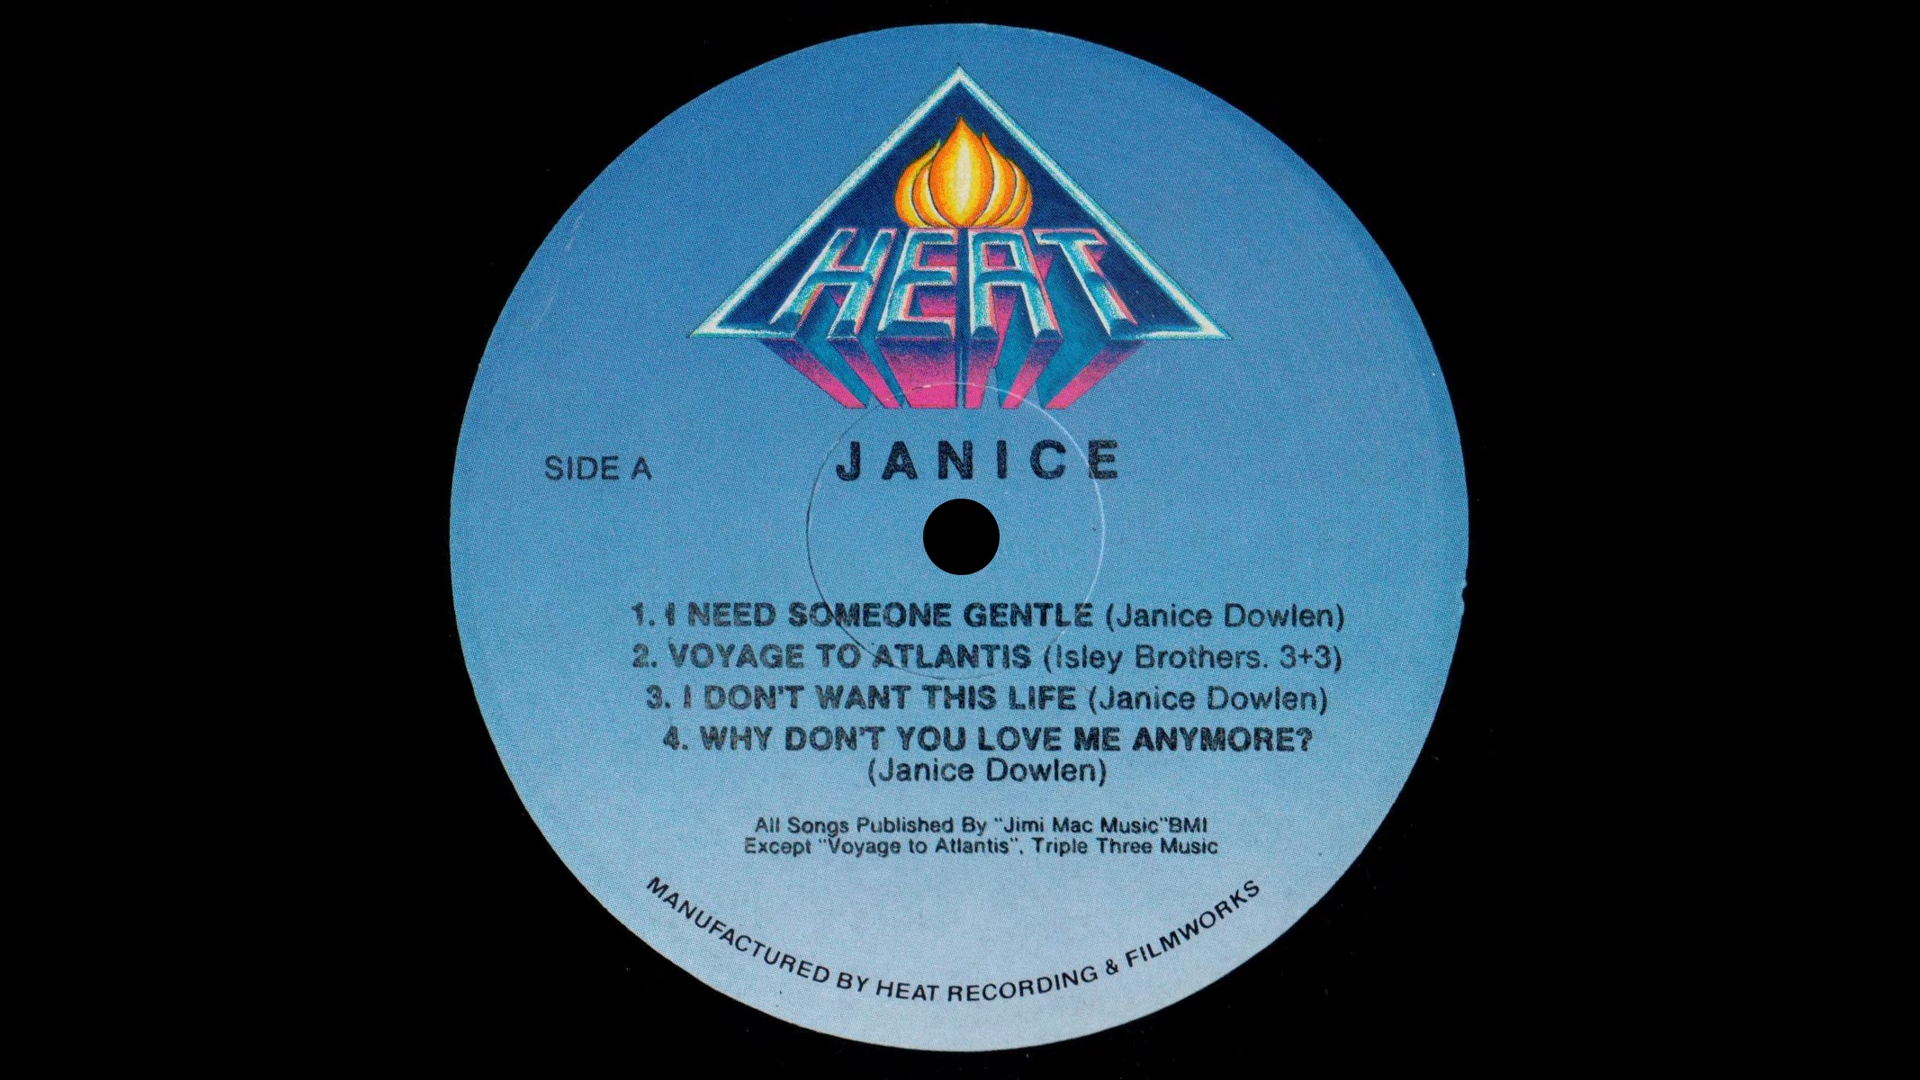 HEAT
JANICE
SIDE A
1. I NEED SOMEONE GENTLE (Janice Dowlen)
2. VOYAGE TO ATLANTIS (Isley Brothers. 3+3)
3. I DON'T WANT THIS LIFE (Janice Dowlen)
4. WHY DON'T YOU LOVE ME ANYMORE?
(Janice Dowlen)
All Songs Published By "Jimi Mac Music"BMI
Except "Voyage to Atlantis", Triple Three Music
MANUFACTURED BY HEAT RECORDING & FILMWORKS